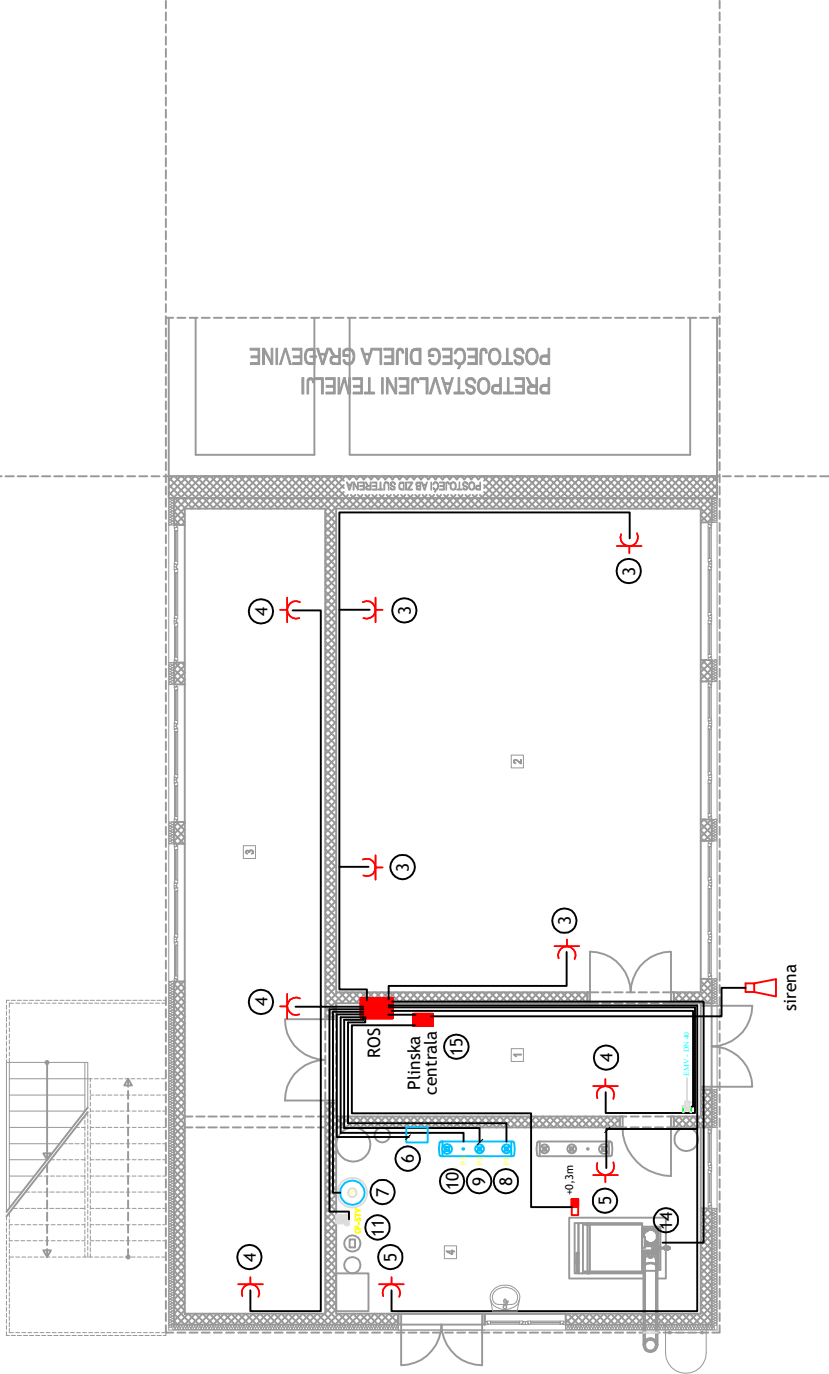 PRETPOSTAVLJENI TEMELJI
POSTOJEĆEG DIJELA GRAĐEVINE
POSTOJEĆI AB ZID SUTERENA
3
4
3
3
2
3
3
4
3
sirena
ROS
Plinska
centrala
15
1
4
6
10
9
8
+0,3m
5
7
11
14
4
5
4